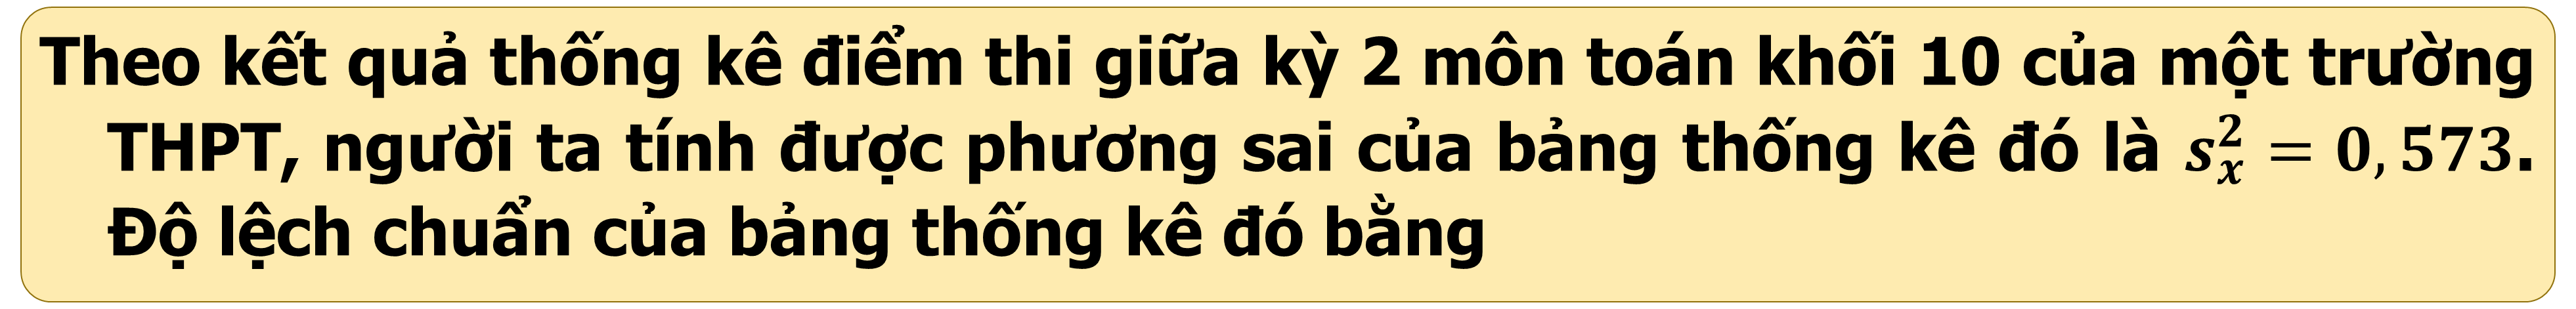 Theo kết quả thống kê điểm thi giữa kỳ 2 môn toán khối 10 của một trường
THPT, người ta tính được phương sai của bảng thống kê đó là $s_x^2 = 0,573$.
Độ lệch chuẩn của bảng thống kê đó bằng